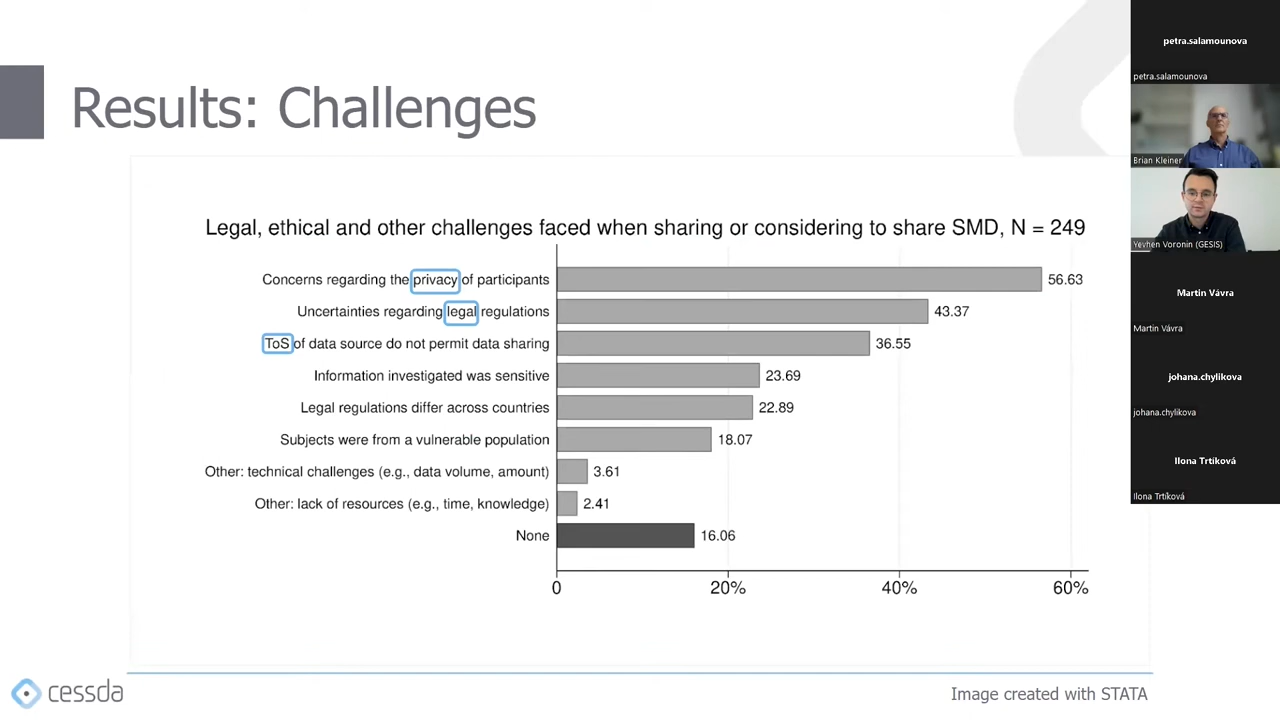 Results: Challenges
Legal, ethical and other challenges faced when sharing or considering to share SMD, N = 249
Concerns regarding the privacy of participants 56.63
Uncertainties regarding legal regulations 43.37
ToS of data source do not permit data sharing 36.55
Information investigated was sensitive 23.69
Legal regulations differ across countries 22.89
Subjects were from a vulnerable population 18.07
Other: technical challenges (e.g., data volume, amount) 3.61
Other: lack of resources (e.g., time, knowledge) 2.41
None 16.06
0 20% 40% 60%
cessda
Image created with STATA
petra.salamounova
petra.salamounova
Brian Kleiner
Yevhen Voronin (GESIS)
Martin Vávra
Martin Vávra
johana.chylikova
johana.chylikova
Ilona Trtíková
Ilona Trtíková